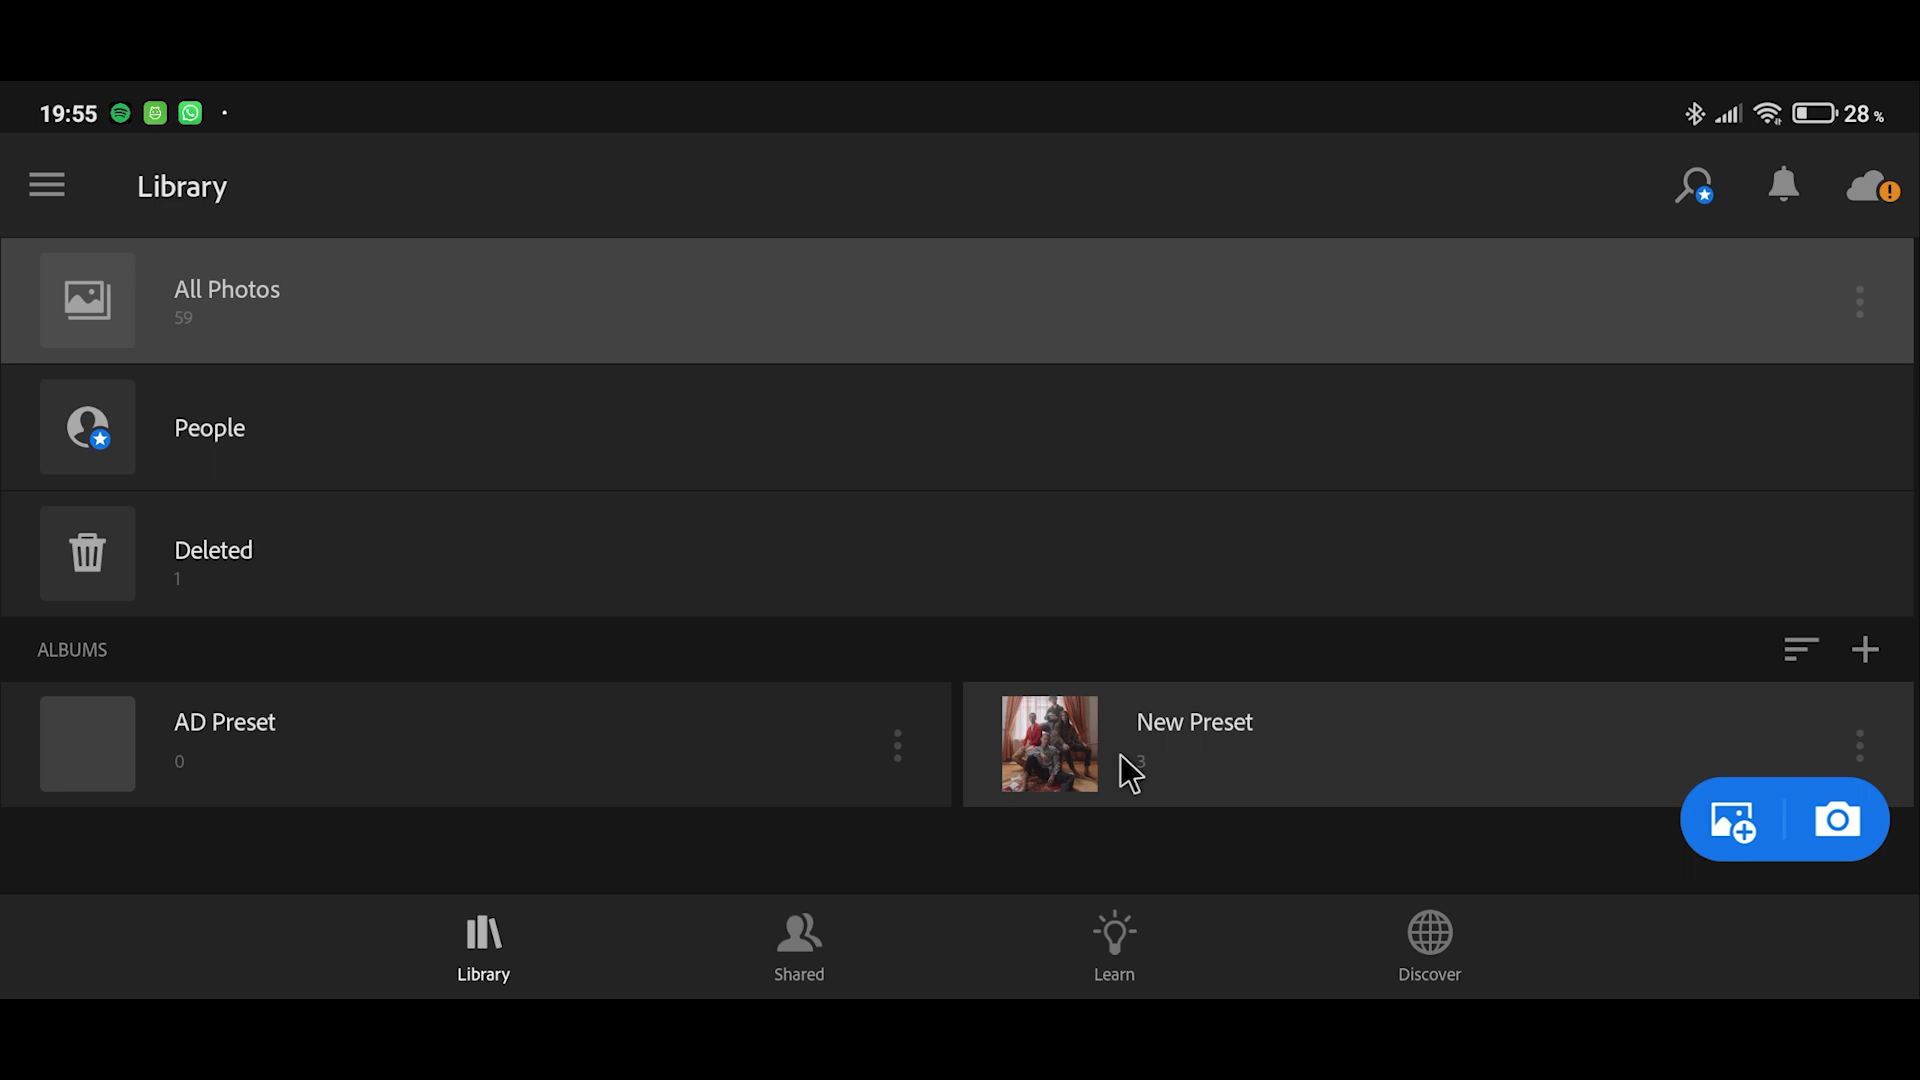 19:55
28 %
Library
All Photos
59
People
Deleted
1
ALBUMS
AD Preset
0
New Preset
3
Library
Shared
Learn
Discover